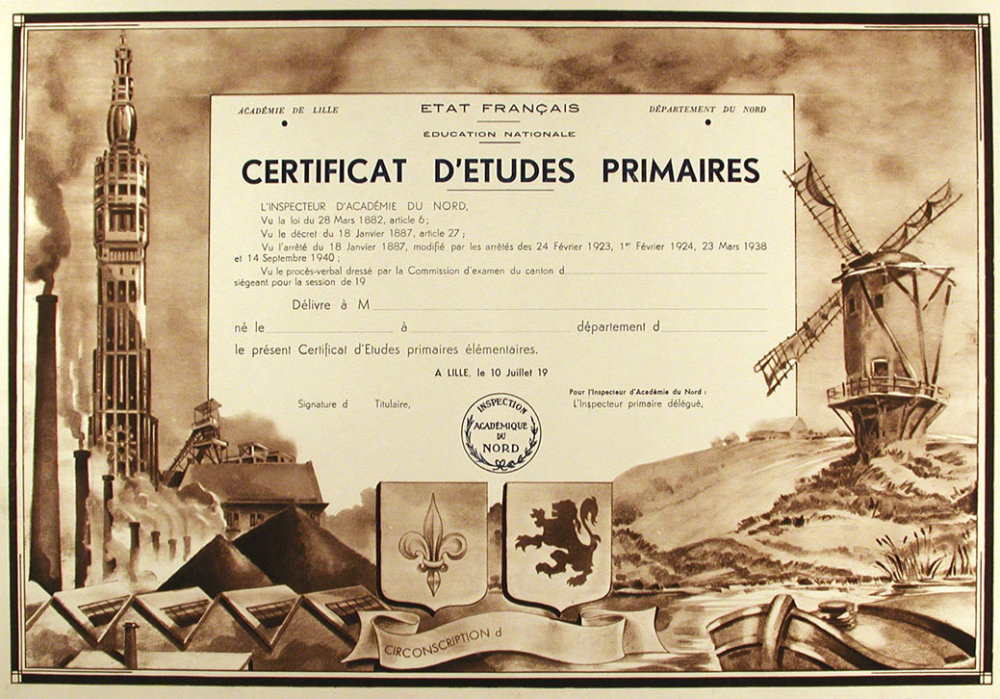 ACADÉMIE DE LILLE
ETAT FRANÇAIS
DÉPARTEMENT DU NORD
ÉDUCATION NATIONALE
CERTIFICAT D'ETUDES PRIMAIRES
L'INSPECTEUR D'ACADÉMIE DU NORD,
Vu la loi du 28 Mars 1882, article 6;
Vu le décret du 18 Janvier 1887, article 27;
Vu l'arrêté du 18 Janvier 1887, modifié par les arrêtés des 24 Février 1923, 1er Février 1924, 23 Mars 1938
et 14 Septembre 1940;
Vu le procès-verbal dressé par la Commission d'examen du canton d
siégeant pour la session de 19
Délivre à M
né le à département d
le présent Certificat d'Etudes primaires élémentaires.
A LILLE, le 10 Juillet 19
Signature d Titulaire,
Pour l'Inspecteur d'Académie du Nord :
L'Inspecteur primaire délégué,
INSPECTION
ACADÉMIQUE
DU
NORD
CIRCONSCRIPTION d